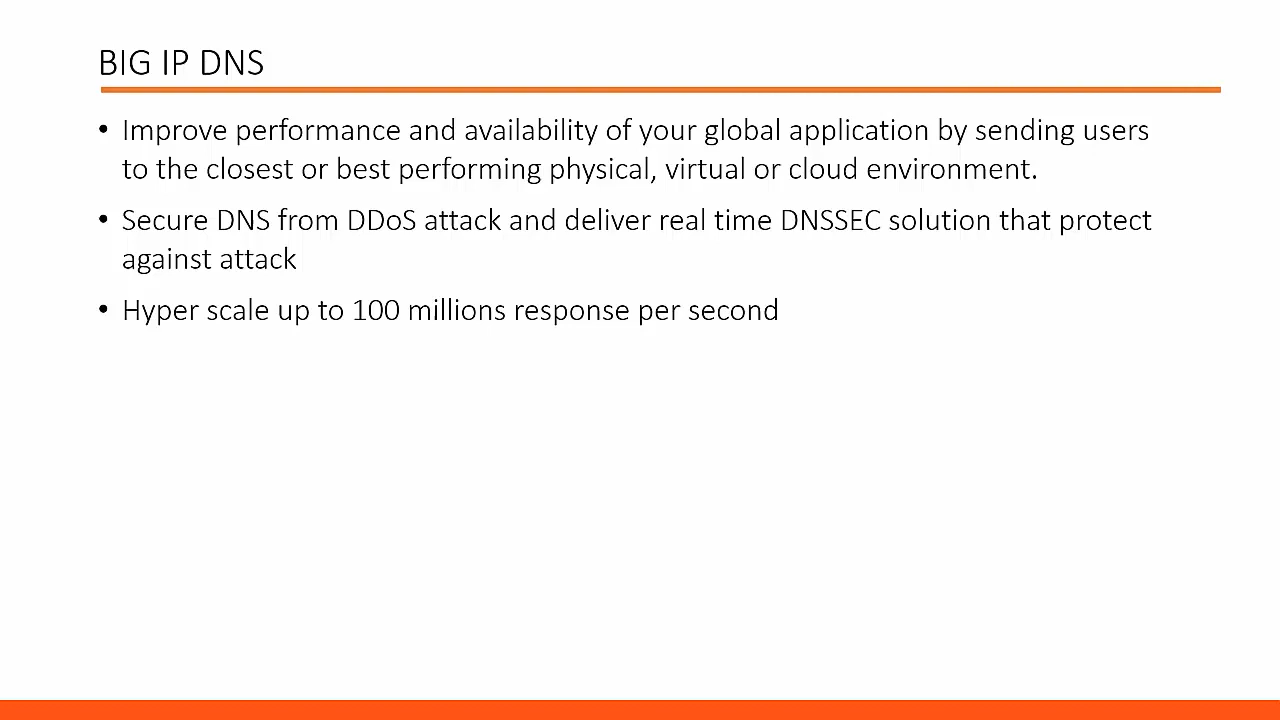 BIG IP DNS
• Improve performance and availability of your global application by sending users
to the closest or best performing physical, virtual or cloud environment.
• Secure DNS from DDoS attack and deliver real time DNSSEC solution that protect
against attack
• Hyper scale up to 100 millions response per second